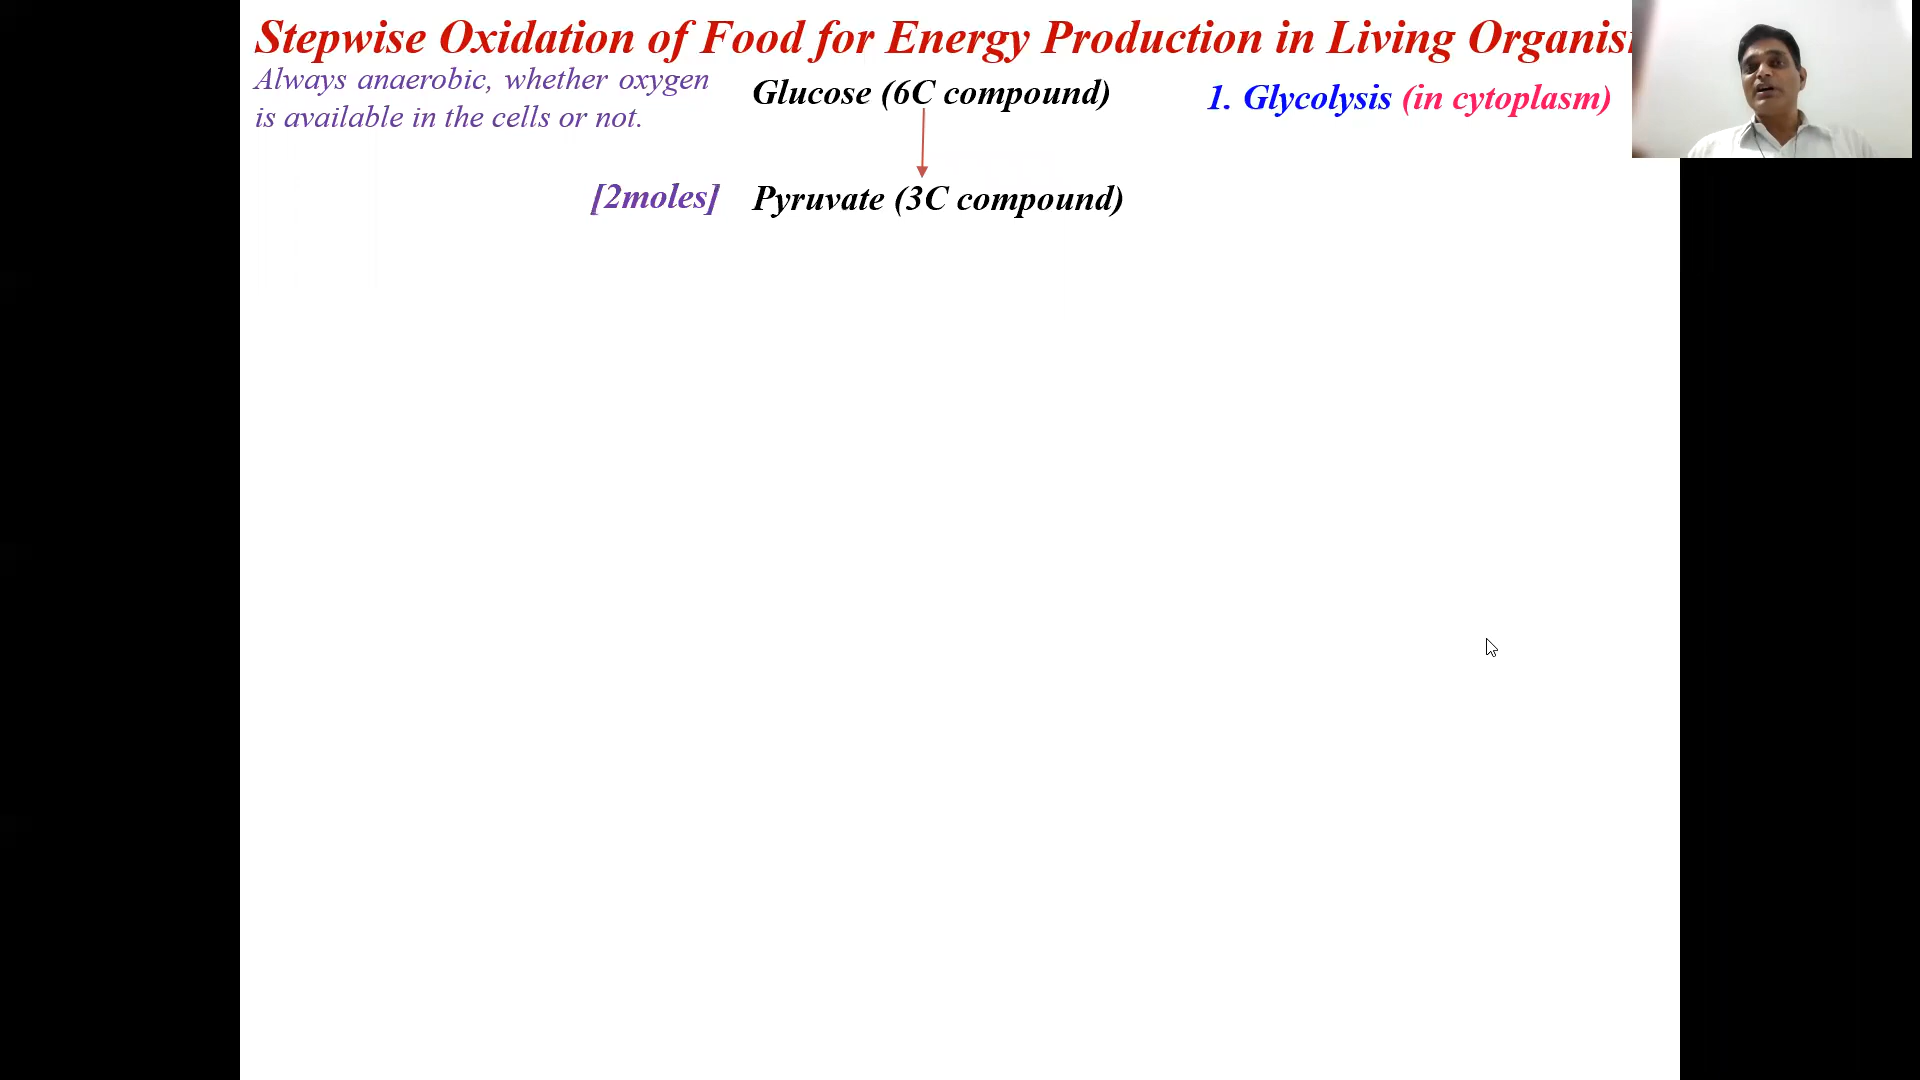 Stepwise Oxidation of Food for Energy Production in Living
Always anaerobic, whether oxygen
is available in the cells or not.
Glucose (6C compound)
1. Glycolysis (in cytoplasm)
[2moles] Pyruvate (3C compound)